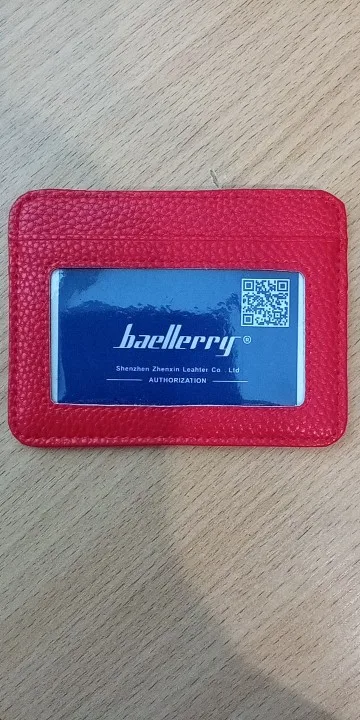 baellerry®
Shenzhen Zhenxin Leahter Co . Ltd
AUTHORIZATION